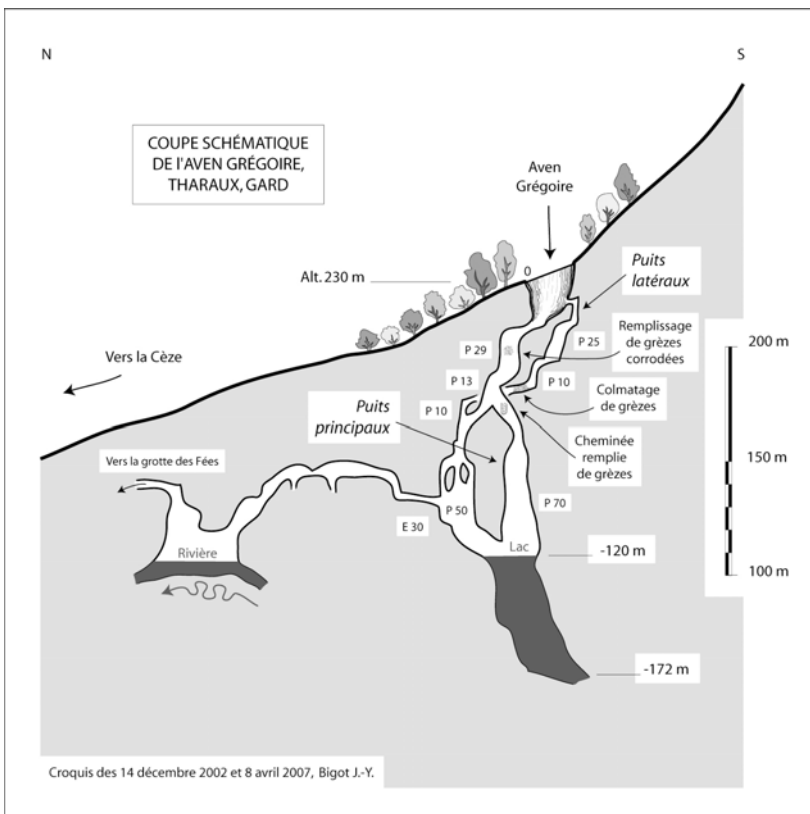 N
S
COUPE SCHÉMATIQUE
DE l'AVEN GRÉGOIRE,
THARAUX, GARD
Aven
Grégoire
Alt. 230 m
0
Puits
latéraux
Remplissage
de grèzes
corrodées
200 m
P 29
P 25
Vers la Cèze
P 13
P 10
P 10
Colmatage
de grèzes
Puits
principaux
Cheminée
remplie
de grèzes
150 m
Vers la grotte des Fées
P 50
P 70
E 30
Rivière
Lac
-120 m
100 m
-172 m
Croquis des 14 décembre 2002 et 8 avril 2007, Bigot J.-Y.